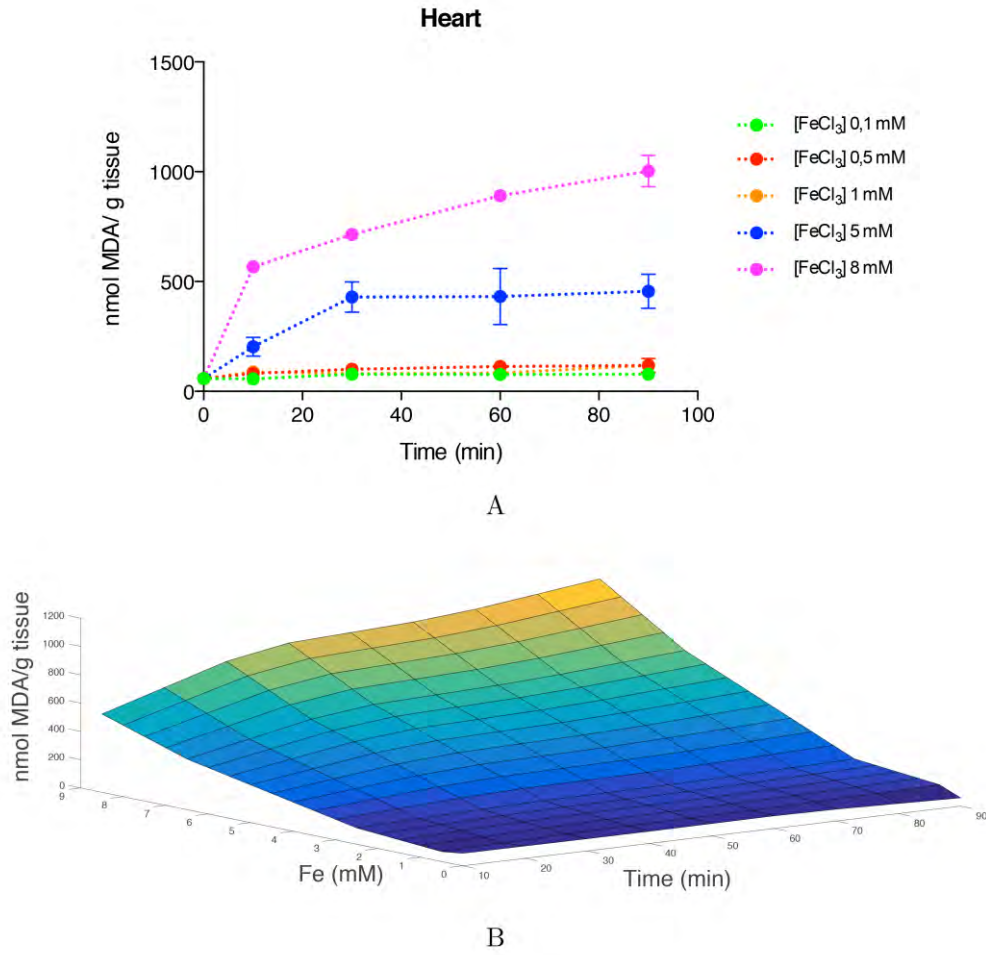 Heart
1500
1000
500
0
nmol MDA/ g tissue
0 20 40 60 80 100
Time (min)
[FeCl₃] 0,1 mM
[FeCl₃] 0,5 mM
[FeCl₃] 1 mM
[FeCl₃] 5 mM
[FeCl₃] 8 mM
A
1200
1000
800
600
400
200
0
nmol MDA/g tissue
9 8 7 6 5 4 3 2 1 0
Fe (mM)
10 20 30 40 50 60 70 80 90
Time (min)
B